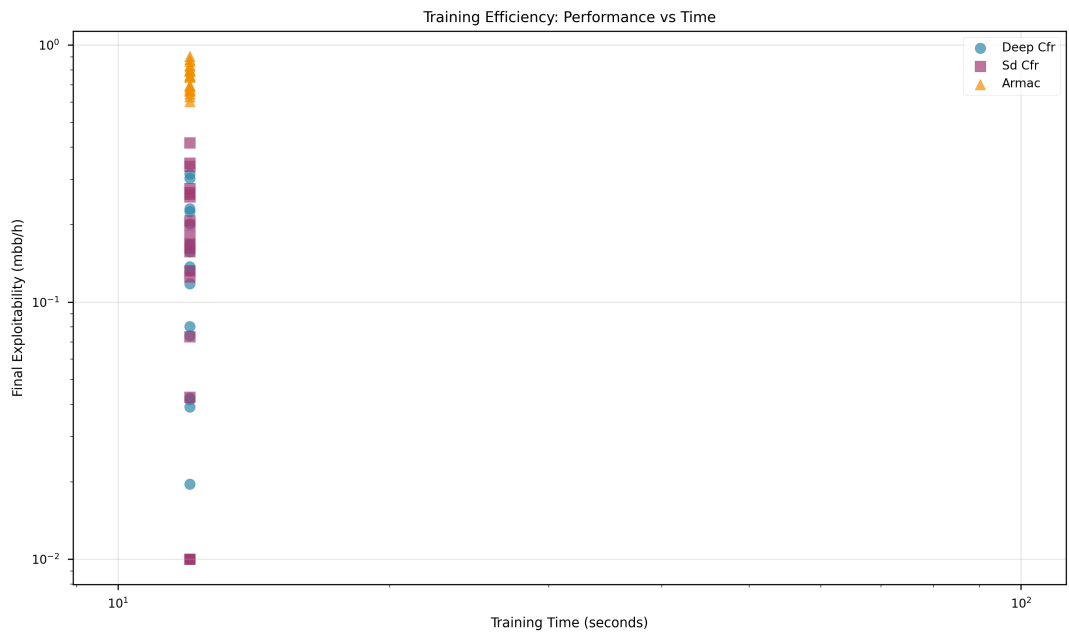 Training Efficiency: Performance vs Time
Deep Cfr
Sd Cfr
Armac
Final Exploitability (mbb/h)
10⁰
10⁻¹
10⁻²
10¹
10²
Training Time (seconds)